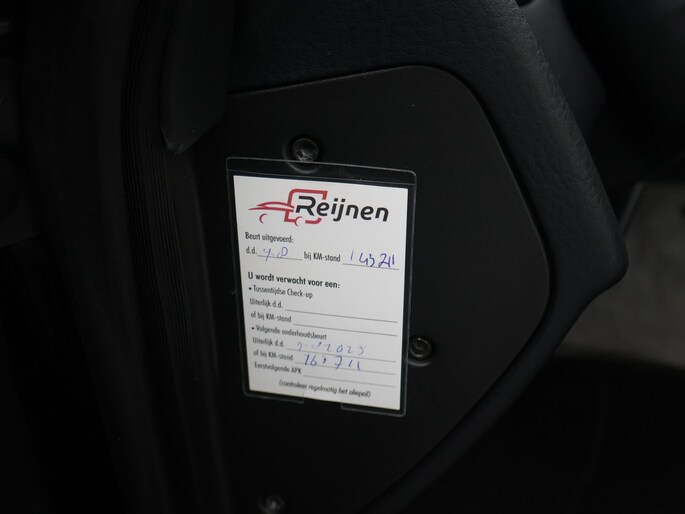 Reijnen
Beurt uitgevoerd:
d.d. bij KM-stand
U wordt verwacht voor een:
• Tussentijdse Check-up
Uiterlijk d.d.
of bij KM-stand
• Volgende onderhoudsbeurt
Uiterlijk d.d.
of bij KM-stand
Eerstvolgende APK
(controleer regelmatig het oliepeil)